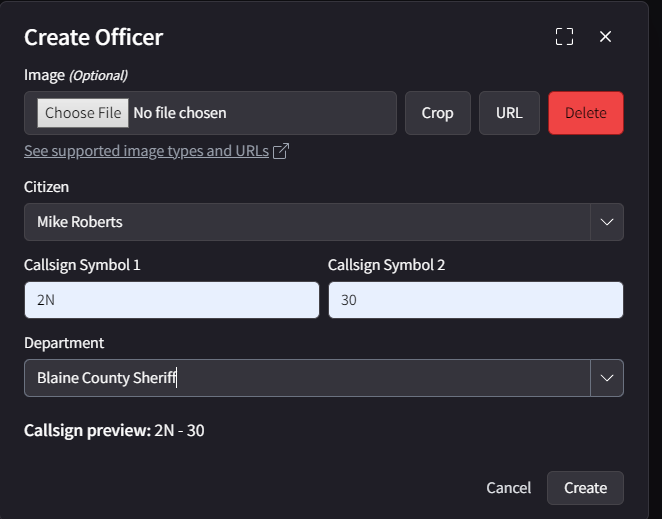 Create Officer
Image (Optional)
Choose File No file chosen Crop URL Delete
See supported image types and URLs
Citizen
Mike Roberts
Callsign Symbol 1 Callsign Symbol 2
2N 30
Department
Blaine County Sheriff
Callsign preview: 2N - 30
Cancel Create